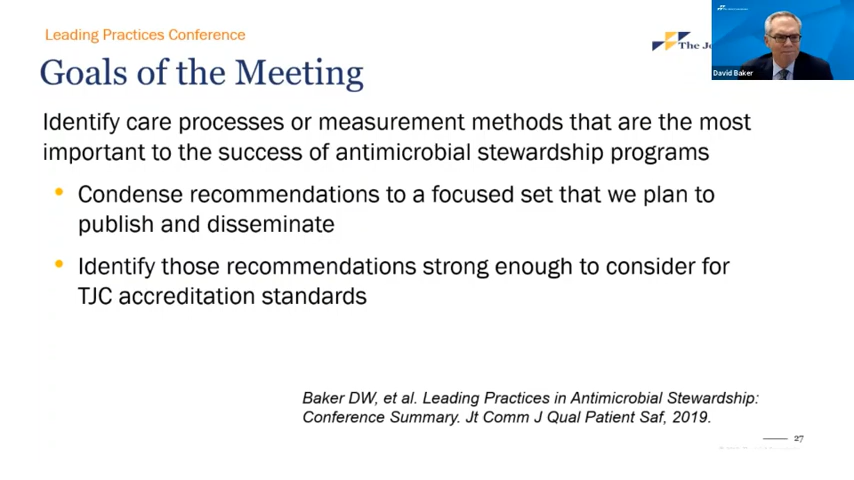 Leading Practices Conference
Goals of the Meeting
The Jo
David Baker
Identify care processes or measurement methods that are the most
important to the success of antimicrobial stewardship programs
• Condense recommendations to a focused set that we plan to
publish and disseminate
• Identify those recommendations strong enough to consider for
TJC accreditation standards
Baker DW, et al. Leading Practices in Antimicrobial Stewardship:
Conference Summary. Jt Comm J Qual Patient Saf, 2019.
27